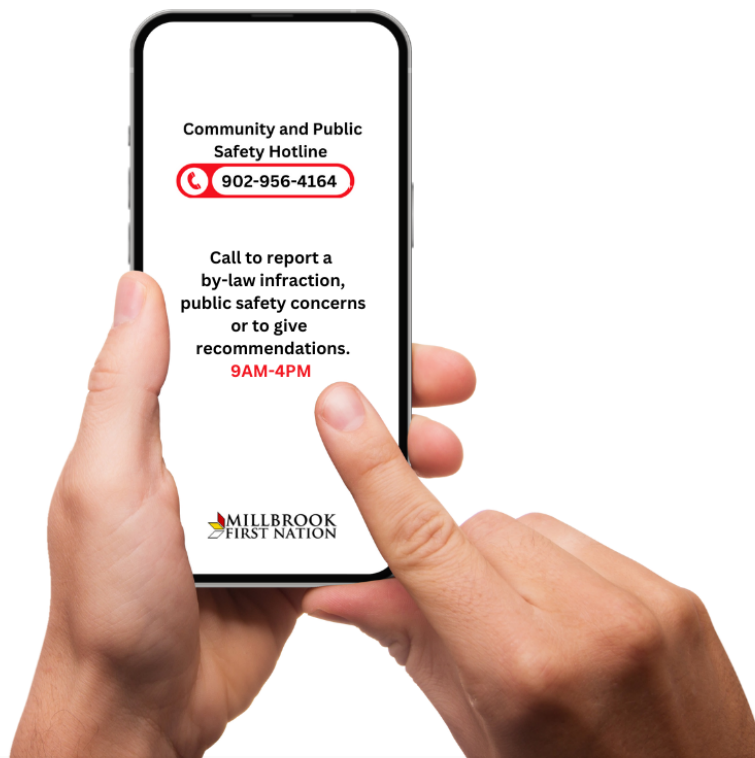 Community and Public
Safety Hotline
902-956-4164
Call to report a
by-law infraction,
public safety concerns
or to give
recommendations.
9AM-4PM
MILLBROOK
FIRST NATION